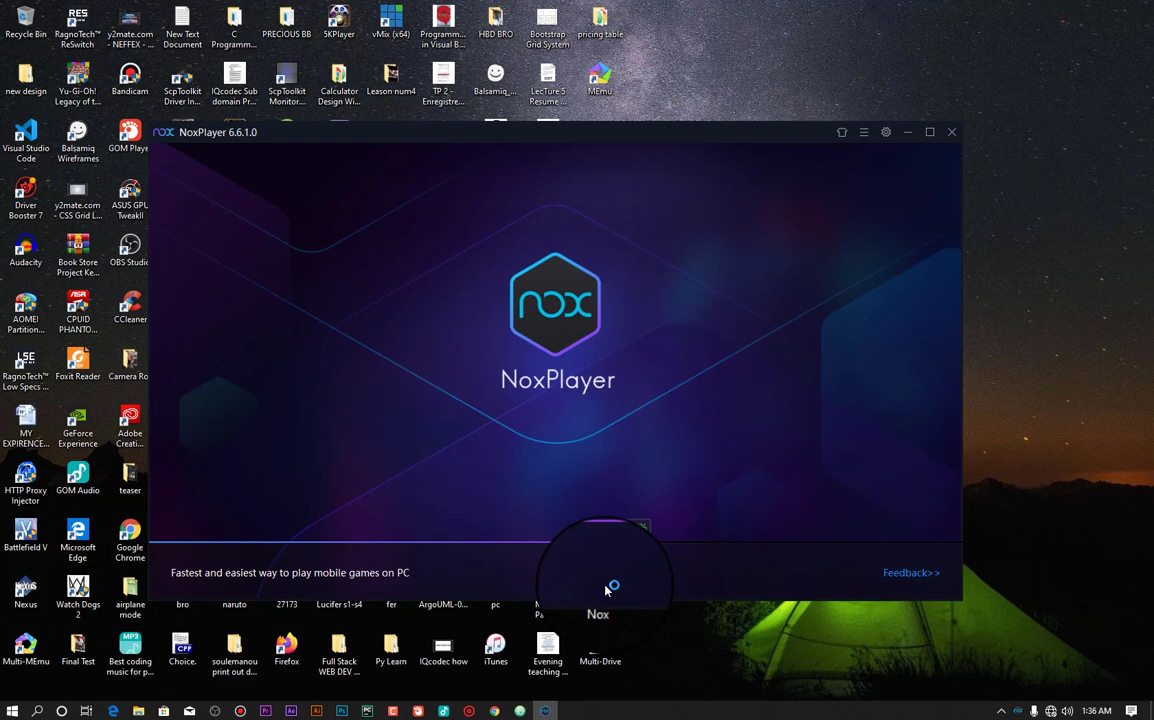 Recycle Bin
RagnoTech™
ReSwitch
y2mate.com
- NEFFEX - ...
New Text
Document
C
Programm...
PRECIOUS BB
5KPlayer
vMix (x64)
Programm...
in Visual B...
HBD BRO
Bootstrap
Grid System
pricing table
new design
Yu-Gi-Oh!
Legacy of t...
Bandicam
ScpToolkit
Driver In...
IQcodec Sub
domain Pr...
ScpToolkit
Monitor...
Calculator
Design Wi...
Leason num4
TP 2 -
Enregistre...
Balsamiq_...
LecTure 5
Resume ...
MEmu
Visual Studio
Code
Balsamiq
Wireframes
GOM Playe
nox NoxPlayer 6.6.1.0
Driver
Booster 7
y2mate.com
- CSS Grid L...
ASUS GPU
TweakII
Audacity
Book Store
Project Ke...
OBS Studio
AOMEI
Partition...
CPUID
PHANTO...
CCleaner
nox
NoxPlayer
RagnoTech™
Low Specs ...
Foxit Reader
Camera Ro
MY
EXPIRENCE...
GeForce
Experience
Adobe
Creati...
HTTP Proxy
Injector
GOM Audio
teaser
Battlefield V
Microsoft
Edge
Google
Chrome
%
Fastest and easiest way to play mobile games on PC
Feedback>>
Nexus
Watch Dogs
2
airplane
mode
bro
naruto
27173
Lucifer s1-s4
fer
ArgoUML-0...
pc
Nox
Multi-MEmu
Final Test
Best coding
music for p...
Choice.
soulemanou
print out d...
Firefox
Full Stack
WEB DEV ...
Py Learn
IQcodec how
iTunes
Evening
teaching ...
Multi-Drive
1:36 AM